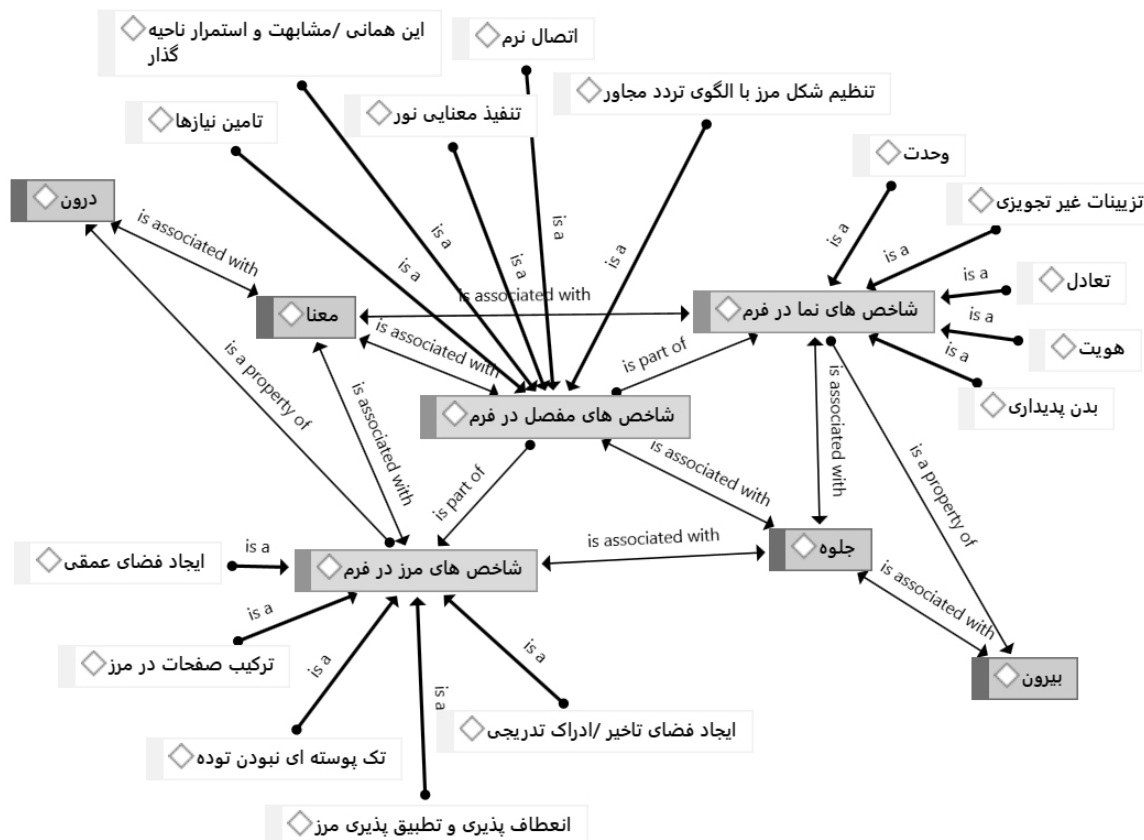 این همانی /مشابهت و استمرار ناحیه
گذار
اتصال نرم
تنظیم شکل مرز با الگوی تردد مجاور
تنفیذ معنایی نور
تامین نیازها
وحدت
درون
تزیینات غیر تجویزی
is a
is a
is a
is a
is a
is a
is a
is associated with
تعادل
is a
is associated with
معنا
شاخص های نما در فرم
is a
هویت
is a
is associated with
is part of
is a property of
بدن پدیداری
شاخص های مفصل در فرم
is associated with
is associated with
is associated with
is part of
is a property of
is associated with
جلوه
ایجاد فضای عمقی
is a
شاخص های مرز در فرم
is associated with
is a
ترکیب صفحات در مرز
is a
is a
is a
بیرون
ایجاد فضای تاخیر /ادراک تدریجی
تک پوسته ای نبودن توده
انعطاف پذیری و تطبیق پذیری مرز